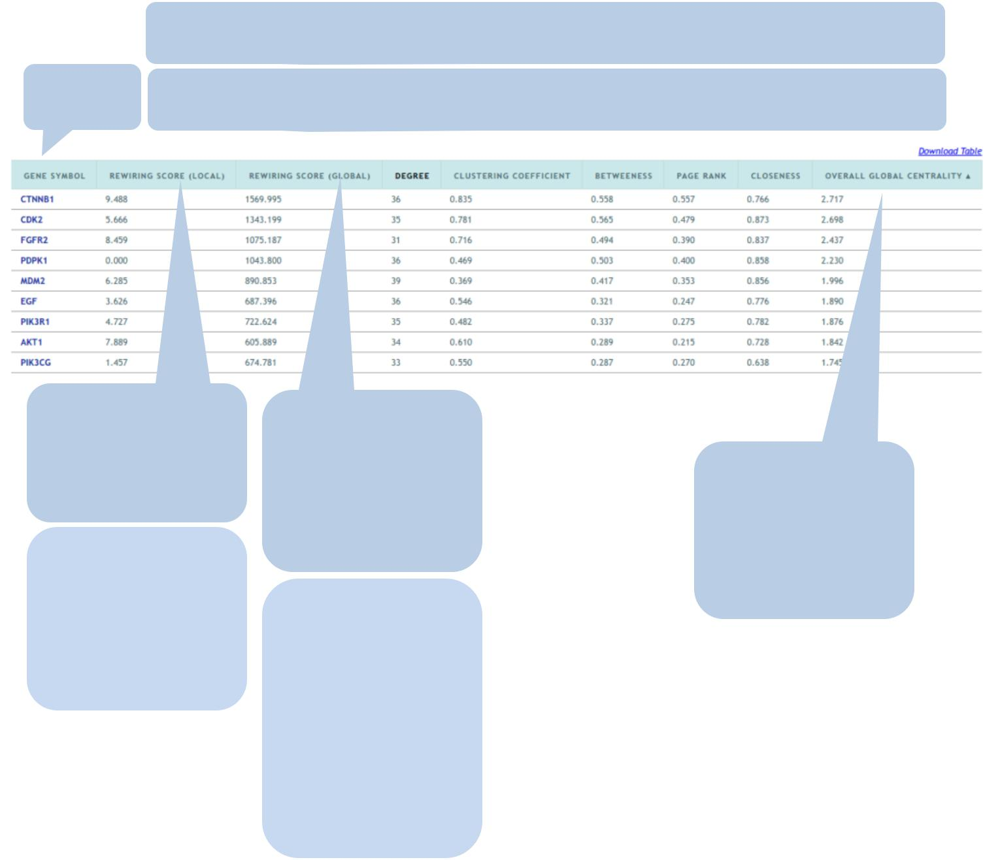 Download Table
GENE SYMBOL REWIRING SCORE (LOCAL) REWIRING SCORE (GLOBAL) DEGREE CLUSTERING COEFFICIENT BETWEENESS PAGE RANK CLOSENESS OVERALL GLOBAL CENTRALITY ▲
CTNNB1 9.488 1569.995 36 0.835 0.558 0.557 0.766 2.717
CDK2 5.666 1343.199 35 0.781 0.565 0.479 0.873 2.698
FGFR2 8.459 1075.187 31 0.716 0.494 0.390 0.837 2.437
PDPK1 0.000 1043.800 36 0.469 0.503 0.400 0.858 2.230
MDM2 6.285 890.853 39 0.369 0.417 0.353 0.856 1.996
EGF 3.626 687.396 36 0.546 0.321 0.247 0.776 1.890
PIK3R1 4.727 722.624 35 0.482 0.337 0.275 0.782 1.876
AKT1 7.889 605.889 34 0.610 0.289 0.215 0.728 1.842
PIK3CG 1.457 674.781 33 0.550 0.287 0.270 0.638 1.745